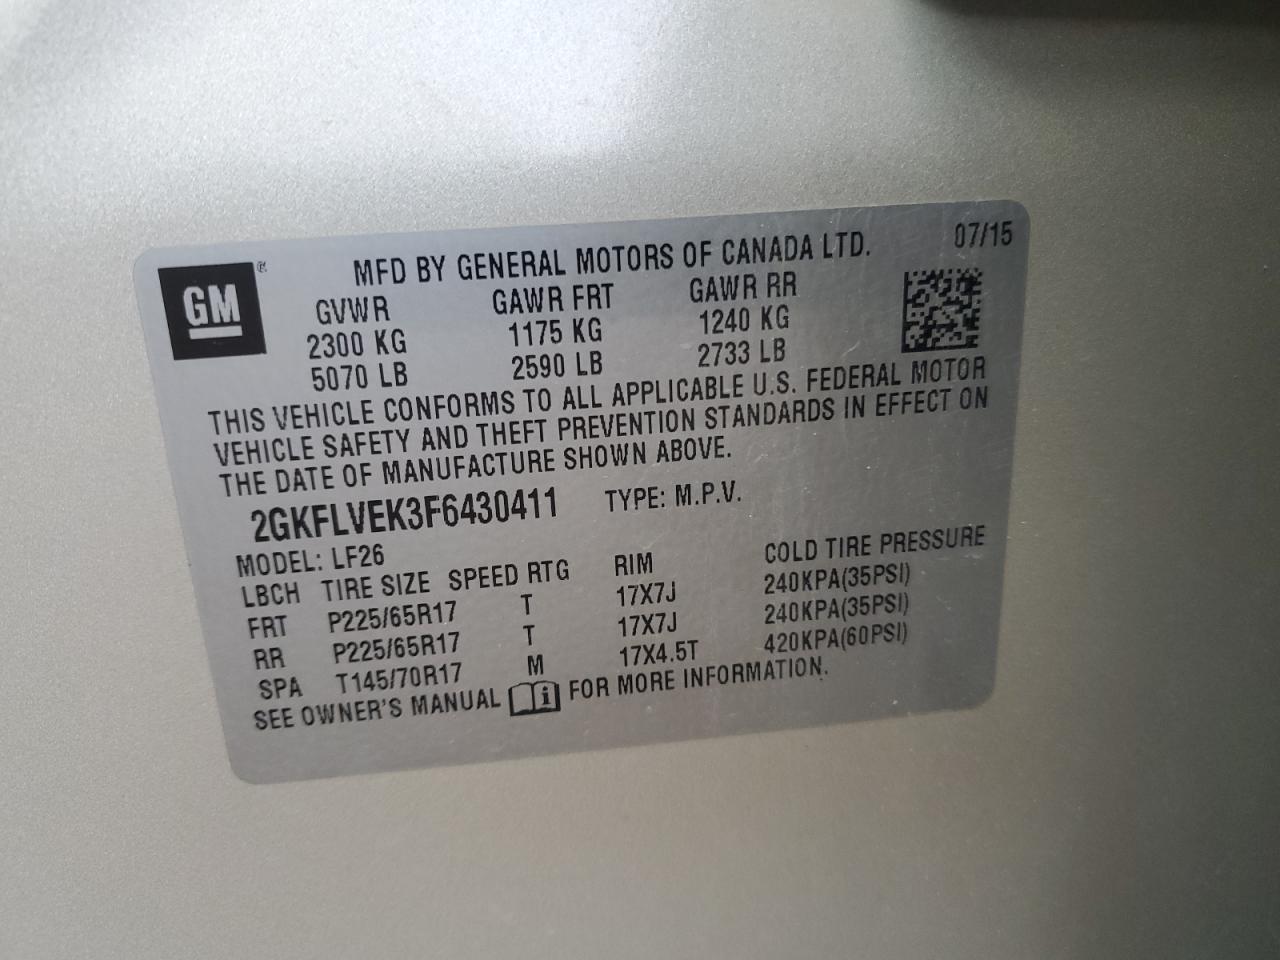 GM ® MFD BY GENERAL MOTORS OF CANADA LTD. 07/15
GVWR GAWR FRT GAWR RR
2300 KG 1175 KG 1240 KG
5070 LB 2590 LB 2733 LB
THIS VEHICLE CONFORMS TO ALL APPLICABLE U.S. FEDERAL MOTOR
VEHICLE SAFETY AND THEFT PREVENTION STANDARDS IN EFFECT ON
THE DATE OF MANUFACTURE SHOWN ABOVE.
2GKFLVEK3F6430411 TYPE: M.P.V.
MODEL: LF26
LBCH TIRE SIZE SPEED RTG RIM COLD TIRE PRESSURE
FRT P225/65R17 T 17X7J 240KPA(35PSI)
RR P225/65R17 T 17X7J 240KPA(35PSI)
SPA T145/70R17 M 17X4.5T 420KPA(60PSI)
SEE OWNER'S MANUAL i FOR MORE INFORMATION.